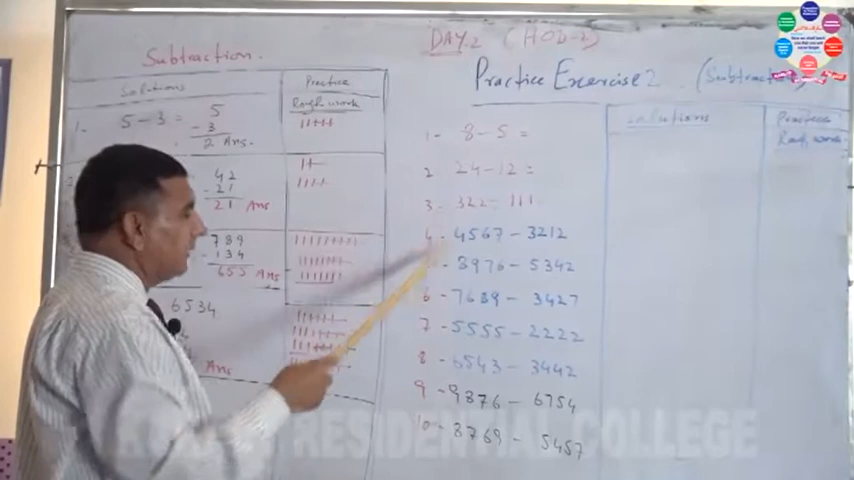 DAY.2 (HOD-2)
Subtraction.
Practice Exercise 2. (Subtraction)
Solutions
Practice
Rough work
1- 5-3 = 5
- 3
2 Ans.
42
- 21
21 Ans
789
- 134
655 Ans
6534
Ans
Solutions
Practice
Rough work
1- 8-5 =
2 24-12 =
3- 322- 111
4- 4567 - 3212
- 8976 - 5342
6 - 7689 - 3427
7 - 5555 - 2222
8 - 6543 - 3442
9 - 9876 - 6754
10 - 8769 - 5457
RESIDENTIAL COLLEGE